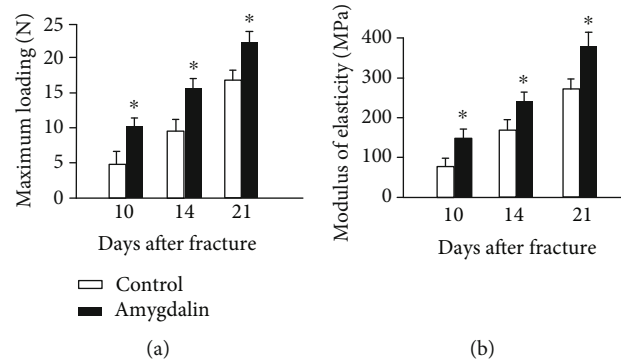 Maximum loading (N)
25
20
15
10
5
0
*
*
*
10 14 21
Days after fracture
Control
Amygdalin
(a)
Modulus of elasticity (MPa)
400
300
200
100
0
*
*
*
10 14 21
Days after fracture
(b)